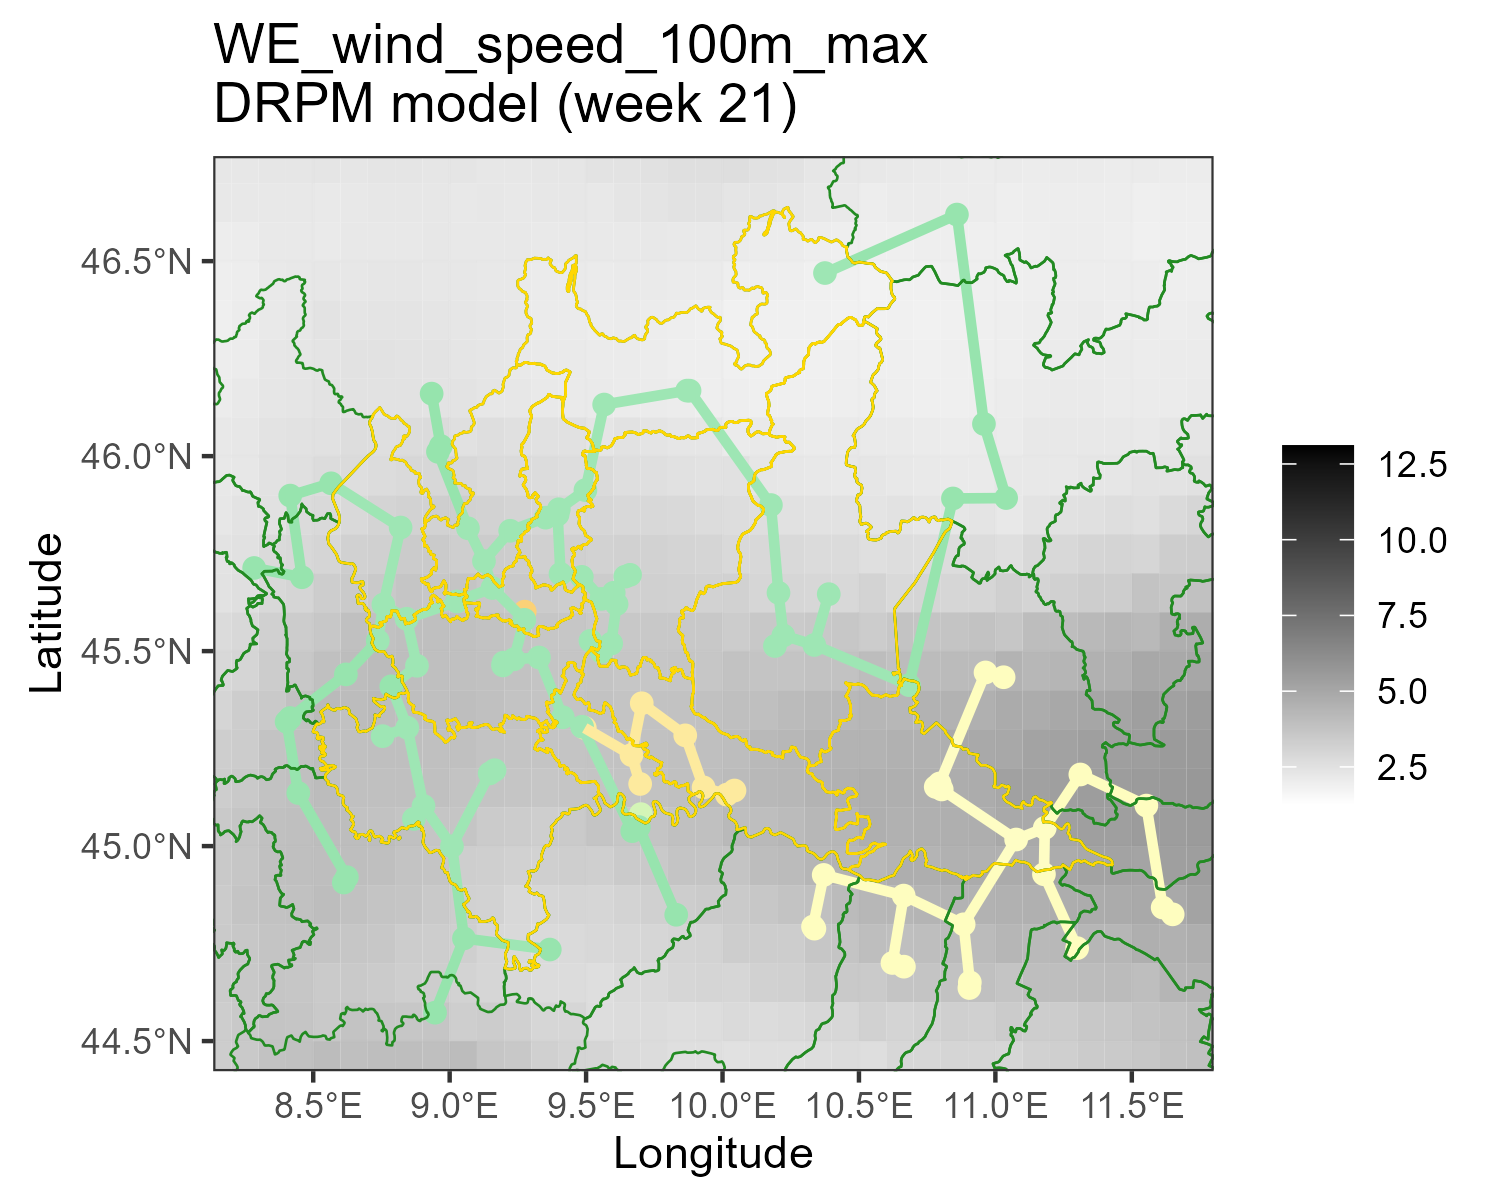 WE_wind_speed_100m_max
DRPM model (week 21)
46.5°N
46.0°N
45.5°N
45.0°N
44.5°N
Latitude
8.5°E 9.0°E 9.5°E 10.0°E 10.5°E 11.0°E 11.5°E
Longitude
12.5
10.0
7.5
5.0
2.5